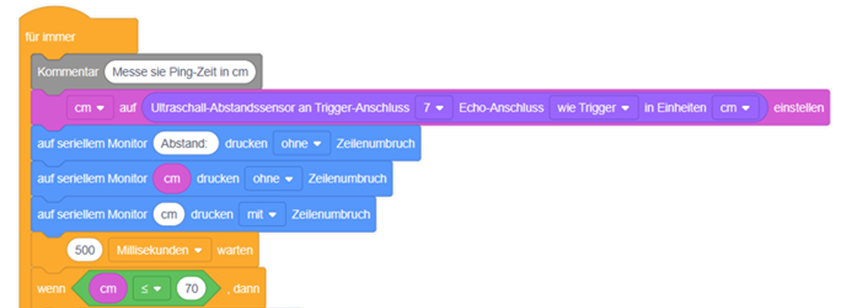 für immer
Kommentar Messe sie Ping-Zeit in cm
cm auf Ultraschall-Abstandssensor an Trigger-Anschluss 7 Echo-Anschluss wie Trigger in Einheiten cm einstellen
auf seriellem Monitor Abstand: drucken ohne Zeilenumbruch
auf seriellem Monitor cm drucken ohne Zeilenumbruch
auf seriellem Monitor cm drucken mit Zeilenumbruch
500 Millisekunden warten
wenn cm ≤ 70 , dann